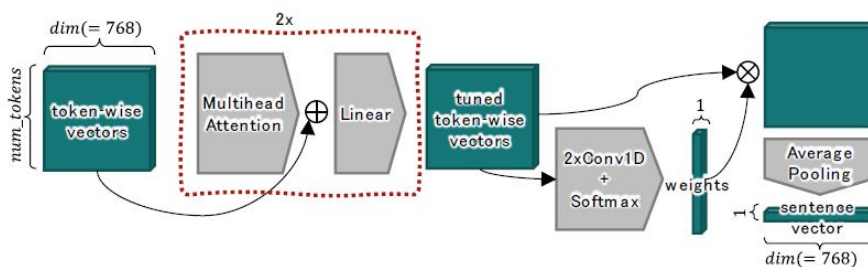 dim(= 768)
2x
num_tokens
token-wise
vectors
Multihead
Attention
Linear
tuned
token-wise
vectors
2xConv1D
+
Softmax
1
weights
Average
Pooling
1
sentence
vector
dim(= 768)